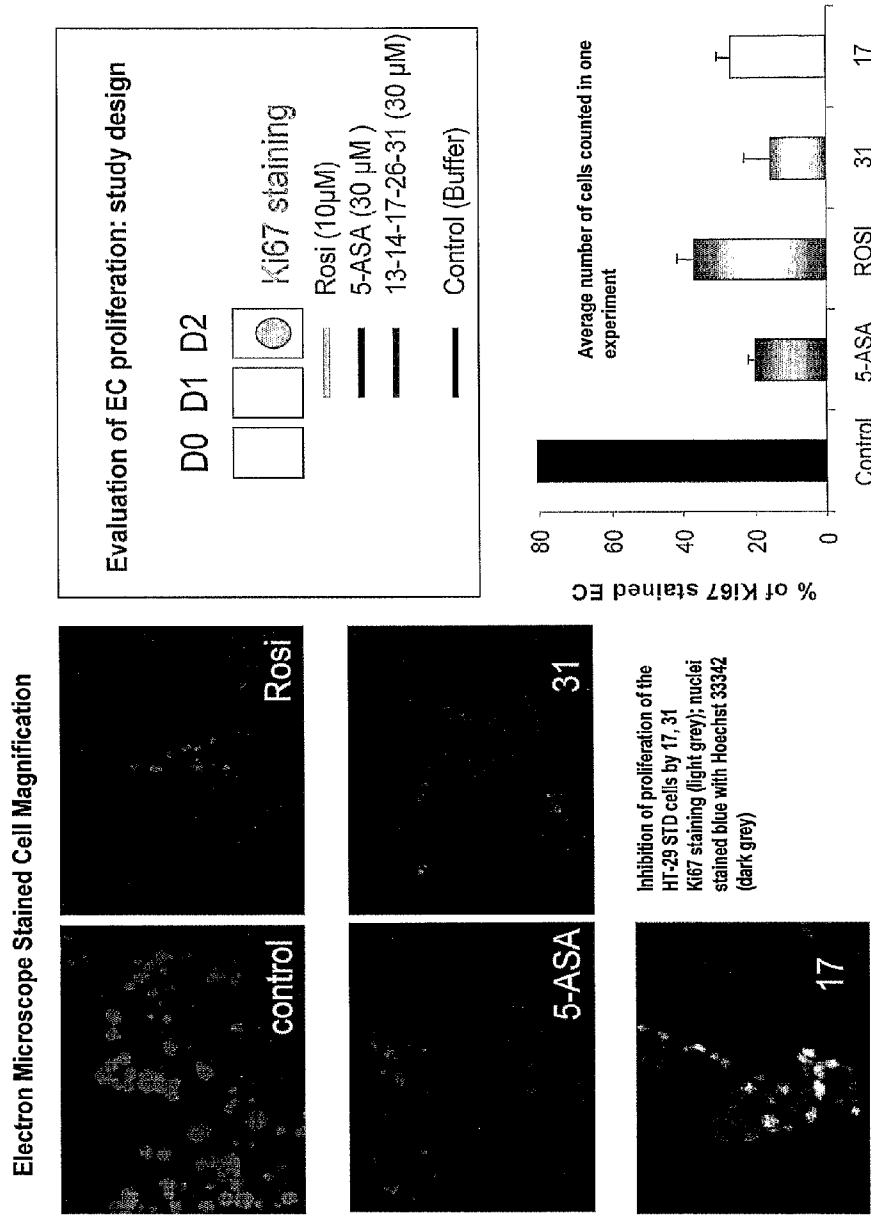 Electron Microscope Stained Cell Magnification
control
Rosi
5-ASA
31
17
Inhibition of proliferation of the
HT-29 STD cells by 17, 31
Ki67 staining (light grey); nuclei
stained blue with Hoechst 33342
(dark grey)
Evaluation of EC proliferation: study design
D0 D1 D2
Ki67 staining
Rosi (10µM)
5-ASA (30 µM )
13-14-17-26-31 (30 µM)
Control (Buffer)
Average number of cells counted in one
experiment
% of Ki67 stained EC
80
60
40
20
0
Control
5-ASA
ROSI
31
17